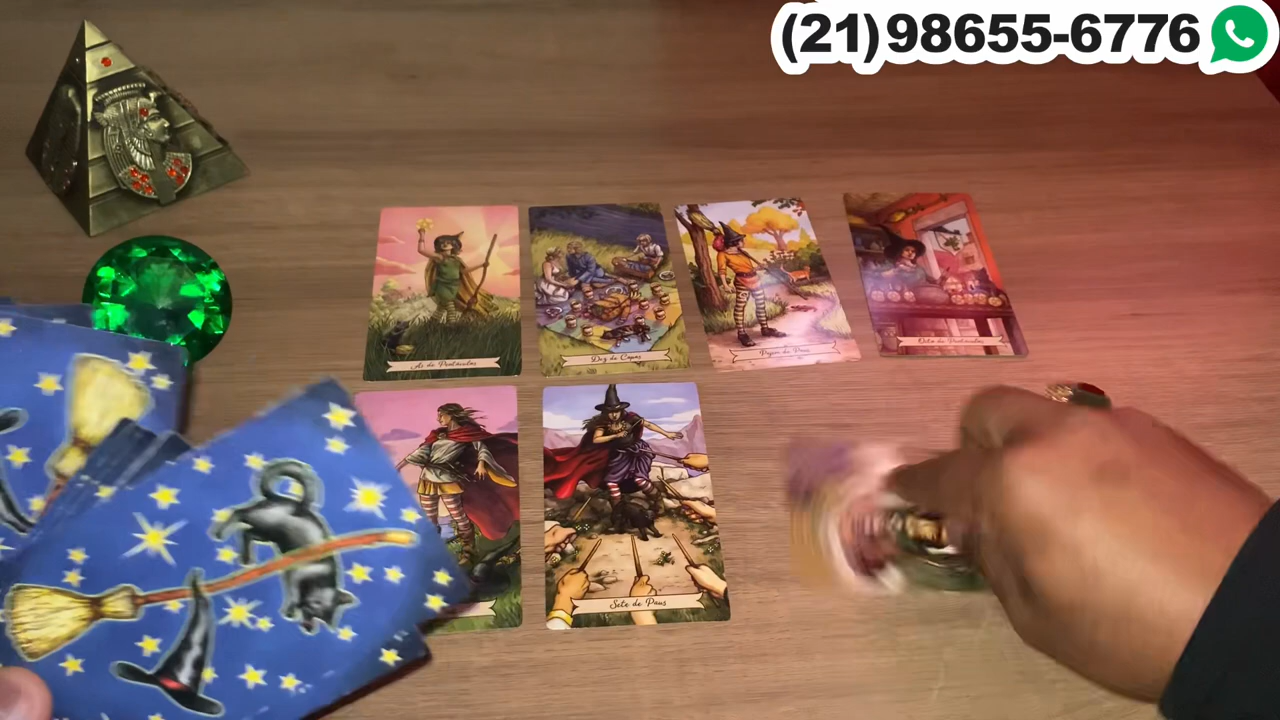 (21)98655-6776
Ás de Pentáculos
Dez de Copas
Pajem de Paus
Oito de Pentáculos
Sete de Paus